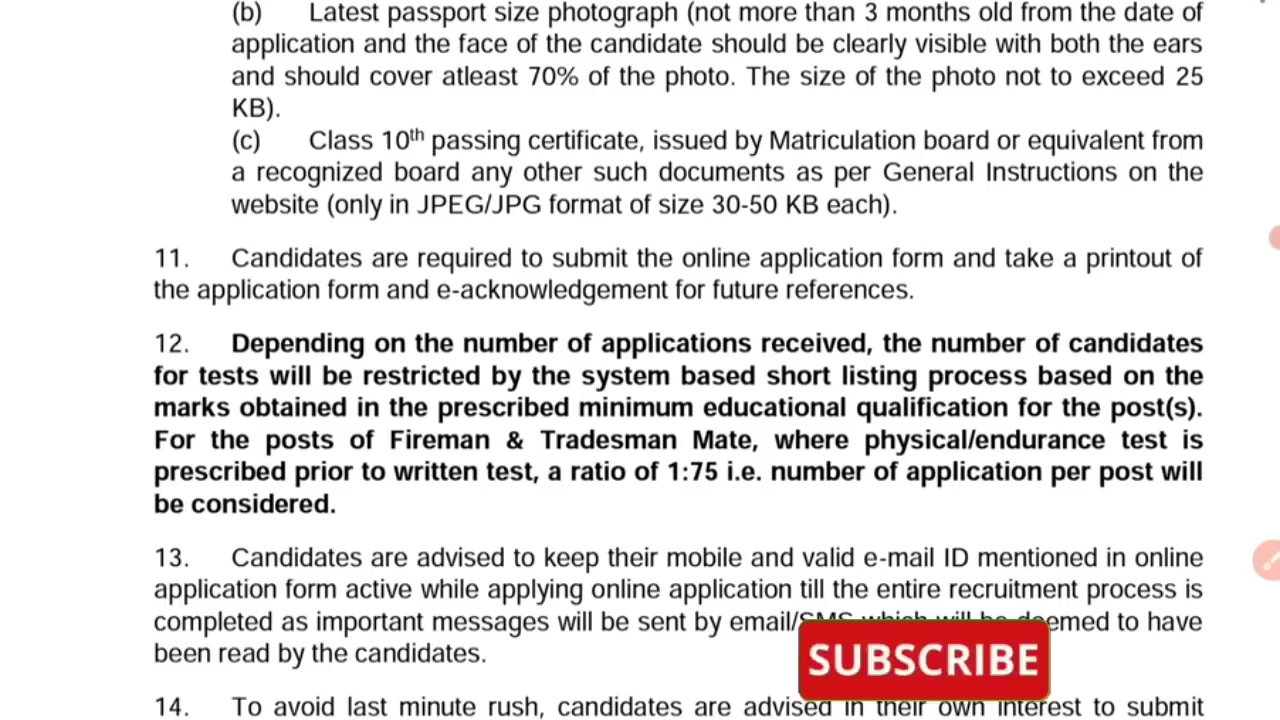 (b) Latest passport size photograph (not more than 3 months old from the date of
application and the face of the candidate should be clearly visible with both the ears
and should cover atleast 70% of the photo. The size of the photo not to exceed 25
KB).
(c) Class 10th passing certificate, issued by Matriculation board or equivalent from
a recognized board any other such documents as per General Instructions on the
website (only in JPEG/JPG format of size 30-50 KB each).
11. Candidates are required to submit the online application form and take a printout of
the application form and e-acknowledgement for future references.
12. Depending on the number of applications received, the number of candidates
for tests will be restricted by the system based short listing process based on the
marks obtained in the prescribed minimum educational qualification for the post(s).
For the posts of Fireman & Tradesman Mate, where physical/endurance test is
prescribed prior to written test, a ratio of 1:75 i.e. number of application per post will
be considered.
13. Candidates are advised to keep their mobile and valid e-mail ID mentioned in online
application form active while applying online application till the entire recruitment process is
completed as important messages will be sent by email/SMS which will be deemed to have
been read by the candidates.
SUBSCRIBE
14. To avoid last minute rush, candidates are advised in their own interest to submit